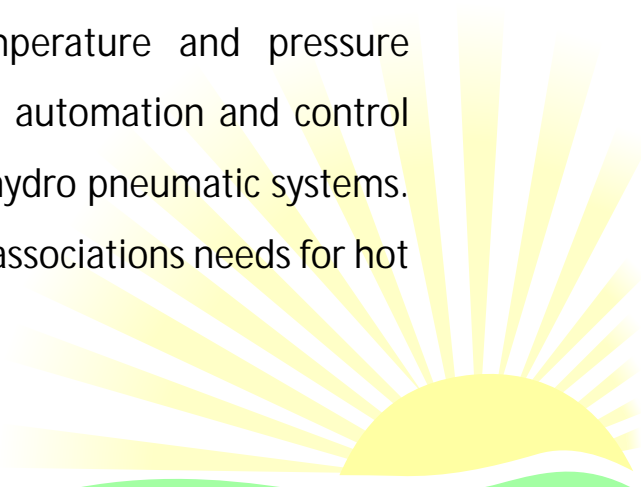 nperature and pressure
automation and control
hydro pneumatic systems.
associations needs for hot